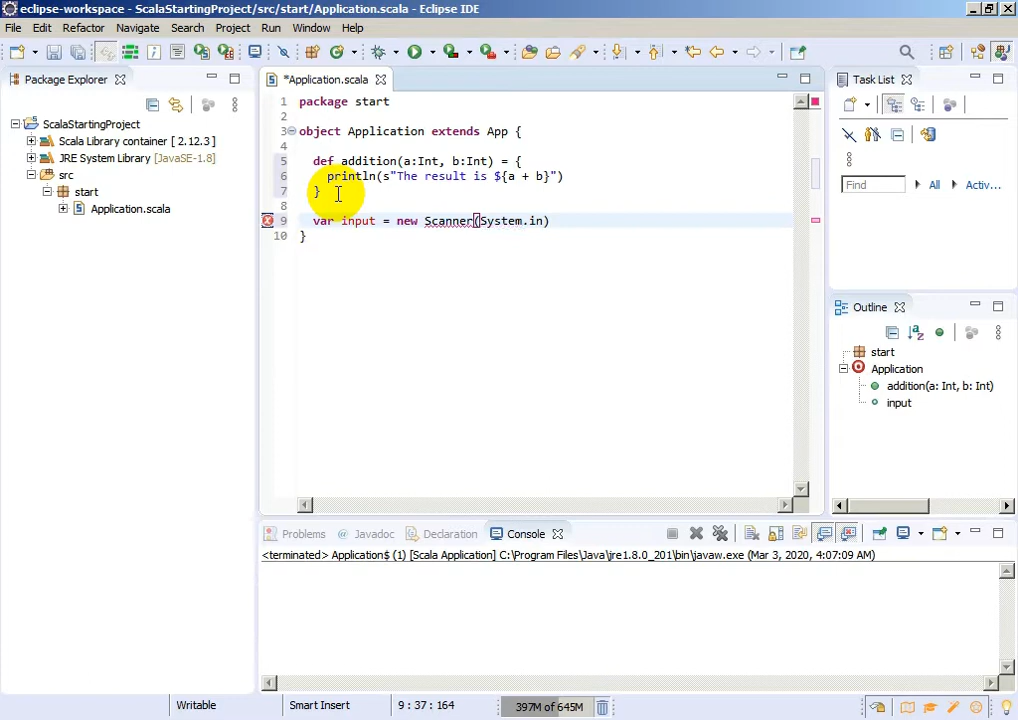 eclipse-workspace - ScalaStartingProject/src/start/Application.scala - Eclipse IDE
File Edit Refactor Navigate Search Project Run Window Help
Package Explorer
ScalaStartingProject
Scala Library container [ 2.12.3 ]
JRE System Library [JavaSE-1.8]
src
start
Application.scala
*Application.scala
1 package start
2
3 object Application extends App {
4
5 def addition(a:Int, b:Int) = {
6 println(s"The result is ${a + b}")
7 }
8
9 var input = new Scanner(System.in)
10 }
Task List
Find All Activ...
Outline
start
Application
addition(a: Int, b: Int)
input
Problems Javadoc Declaration Console
<terminated> Application$ (1) [Scala Application] C:\Program Files\Java\jre1.8.0_201\bin\javaw.exe (Mar 3, 2020, 4:07:09 AM)
Writable Smart Insert 9 : 37 : 164 397M of 645M